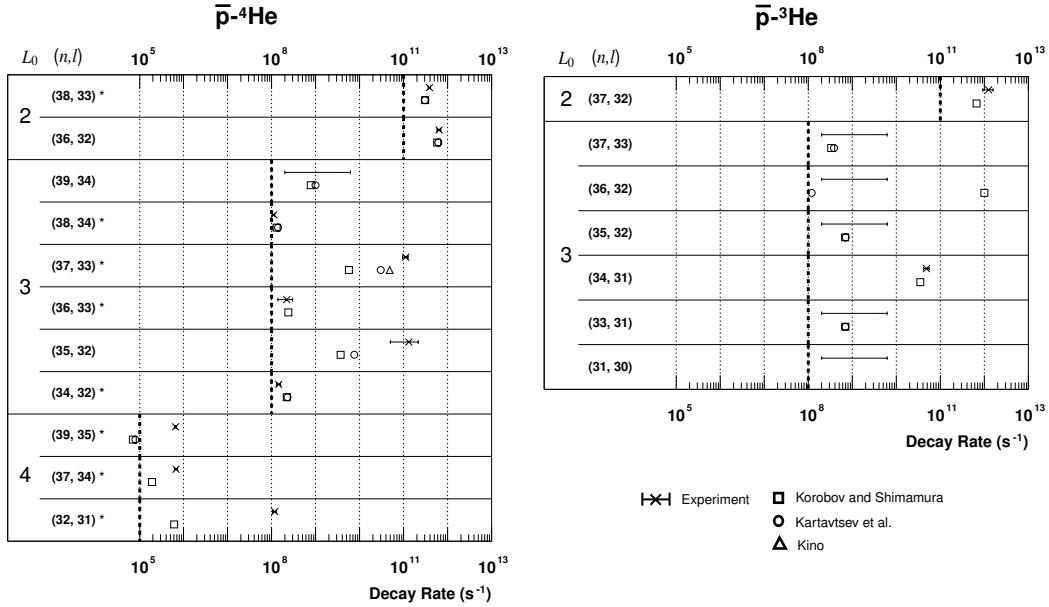 p̄-⁴He
L₀ (n,l) 10⁵ 10⁸ 10¹¹ 10¹³
2
(38, 33) *
(36, 32)
3
(39, 34)
(38, 34) *
(37, 33) *
(36, 33) *
(35, 32)
(34, 32) *
4
(39, 35) *
(37, 34) *
(32, 31) *
10⁵ 10⁸ 10¹¹ 10¹³
Decay Rate (s⁻¹)
p̄-³He
L₀ (n,l) 10⁵ 10⁸ 10¹¹ 10¹³
2 (37, 32)
3
(37, 33)
(36, 32)
(35, 32)
(34, 31)
(33, 31)
(31, 30)
10⁵ 10⁸ 10¹¹ 10¹³
Decay Rate (s⁻¹)
Experiment
Korobov and Shimamura
Kartavtsev et al.
Kino